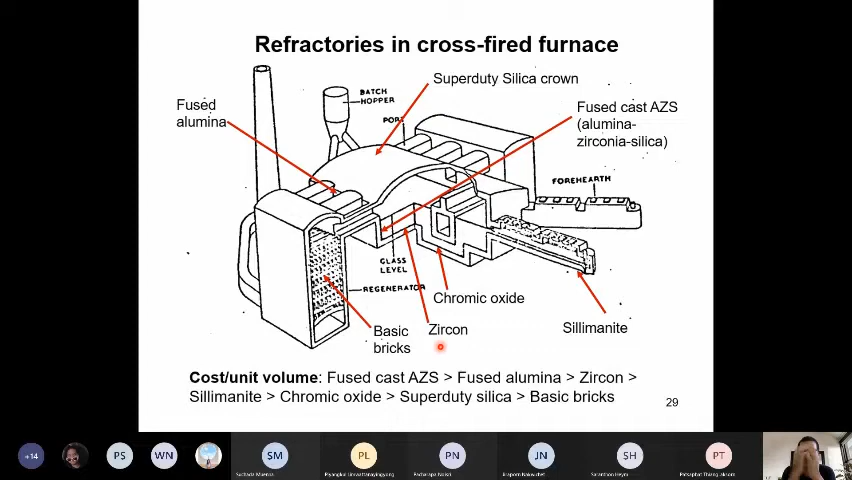 Refractories in cross-fired furnace
Superduty Silica crown
Fused
alumina
BATCH
HOPPER
PORT
Fused cast AZS
(alumina-
zirconia-silica)
FOREHEARTH
GLASS
LEVEL
REGENERATOR
Chromic oxide
Basic
bricks
Zircon
Sillimanite
Cost/unit volume: Fused cast AZS > Fused alumina > Zircon >
Sillimanite > Chromic oxide > Superduty silica > Basic bricks
29
+14
PS
WN
SM
PL
PN
JN
SH
PT
Suchada